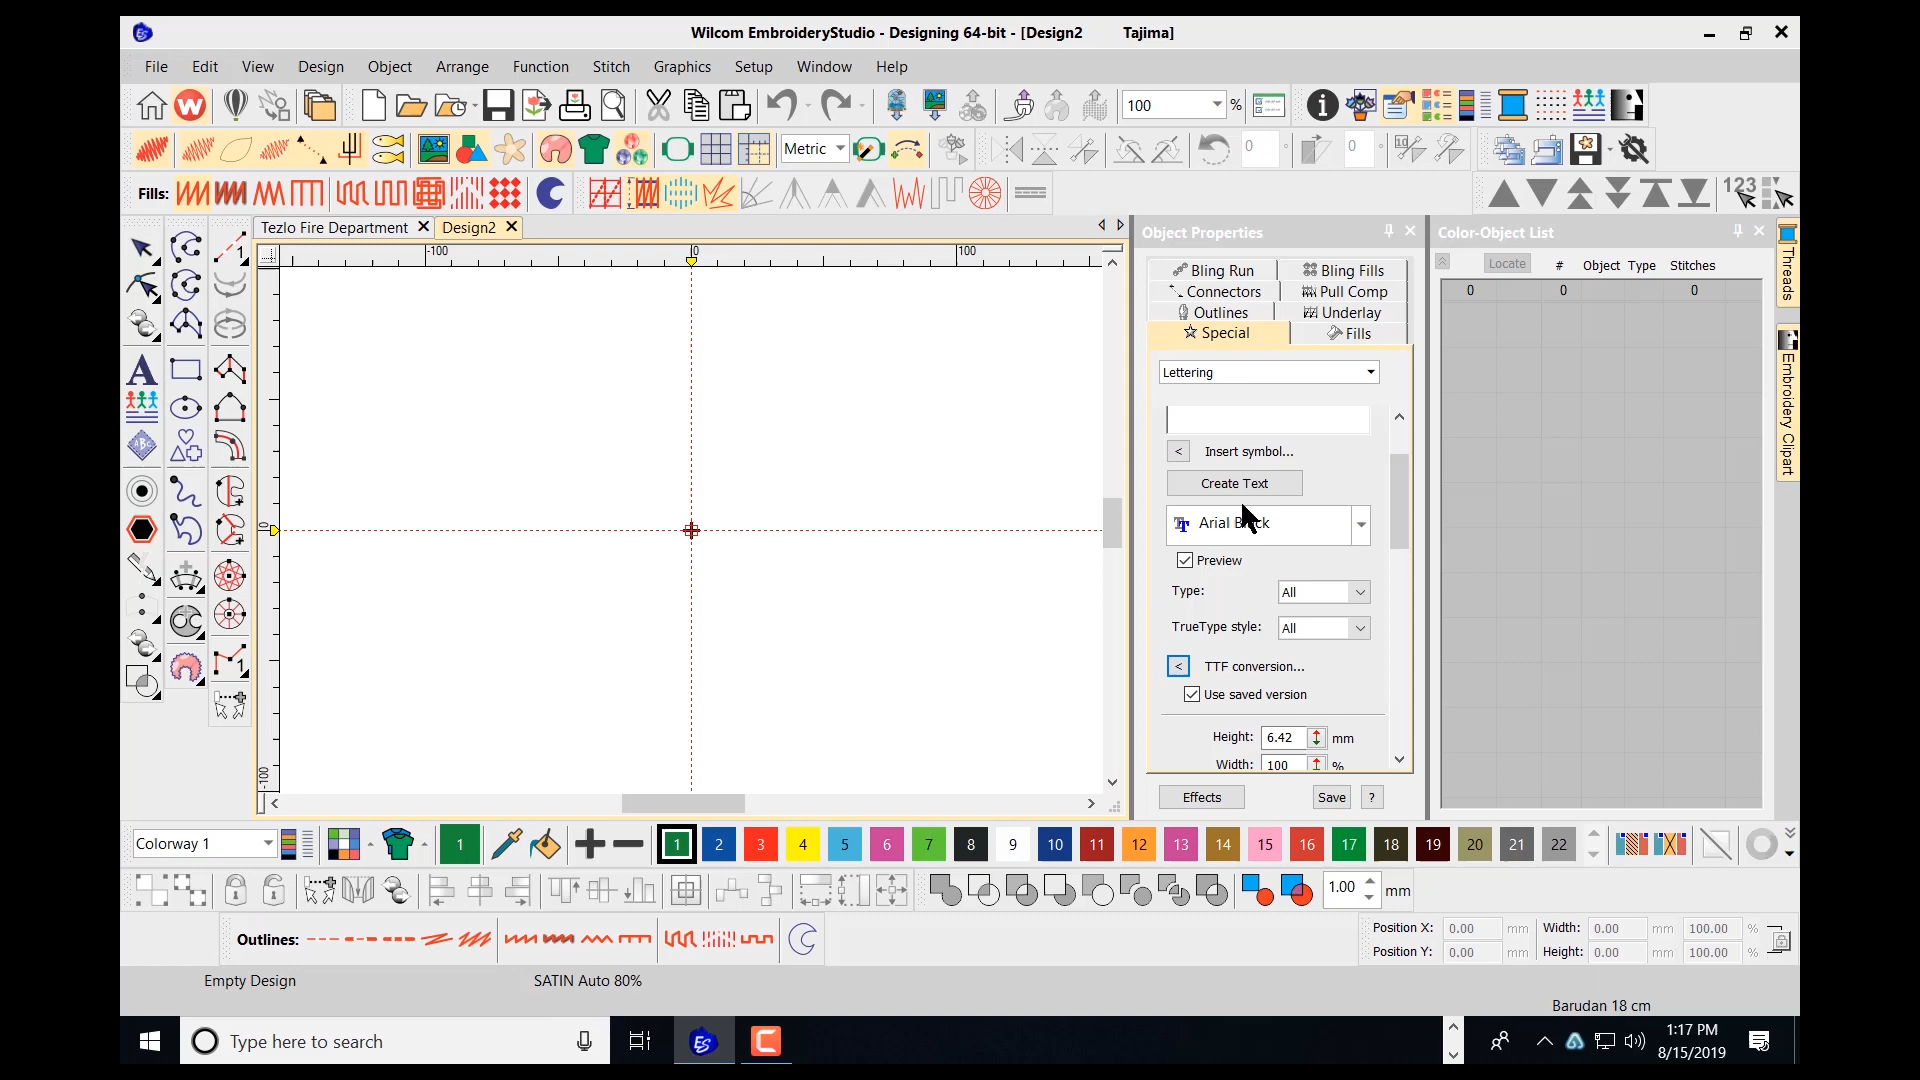 Wilcom EmbroideryStudio - Designing 64-bit - [Design2 Tajima]
File Edit View Design Object Arrange Function Stitch Graphics Setup Window Help
100 %
Metric 0 0
Fills: 123
Tezlo Fire Department Design2
Object Properties
Color-Object List
-100 0 100
0
-100
Bling Run Bling Fills
Connectors Pull Comp
Outlines Underlay
Special Fills
Lettering
< Insert symbol...
Create Text
Preview
Type: All
TrueType style: All
< TTF conversion...
Use saved version
Height: 6.42 mm
Width: 100 %
Effects Save ?
Locate # Object Type Stitches
0 0 0
Threads
Embroidery Clipart
Colorway 1 1 1 2 3 4 5 6 7 8 9 10 11 12 13 14 15 16 17 18 19 20 21 22
1.00 mm
Outlines:
Position X: 0.00 mm Width: 0.00 mm 100.00 %
Position Y: 0.00 mm Height: 0.00 mm 100.00 %
Empty Design SATIN Auto 80%
Barudan 18 cm
Type here to search
1:17 PM
8/15/2019